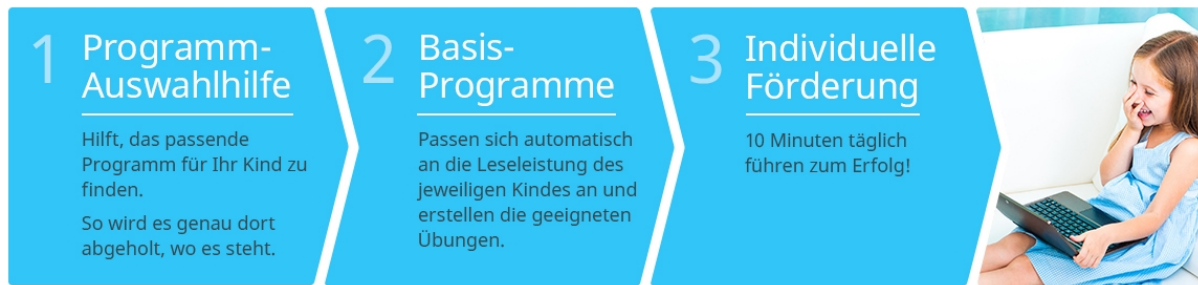 1
Programm-
Auswahlhilfe
Hilft, das passende
Programm für Ihr Kind zu
finden.
So wird es genau dort
abgeholt, wo es steht.
2
Basis-
Programme
Passen sich automatisch
an die Leseleistung des
jeweiligen Kindes an und
erstellen die geeigneten
Übungen.
3
Individuelle
Förderung
10 Minuten täglich
führen zum Erfolg!